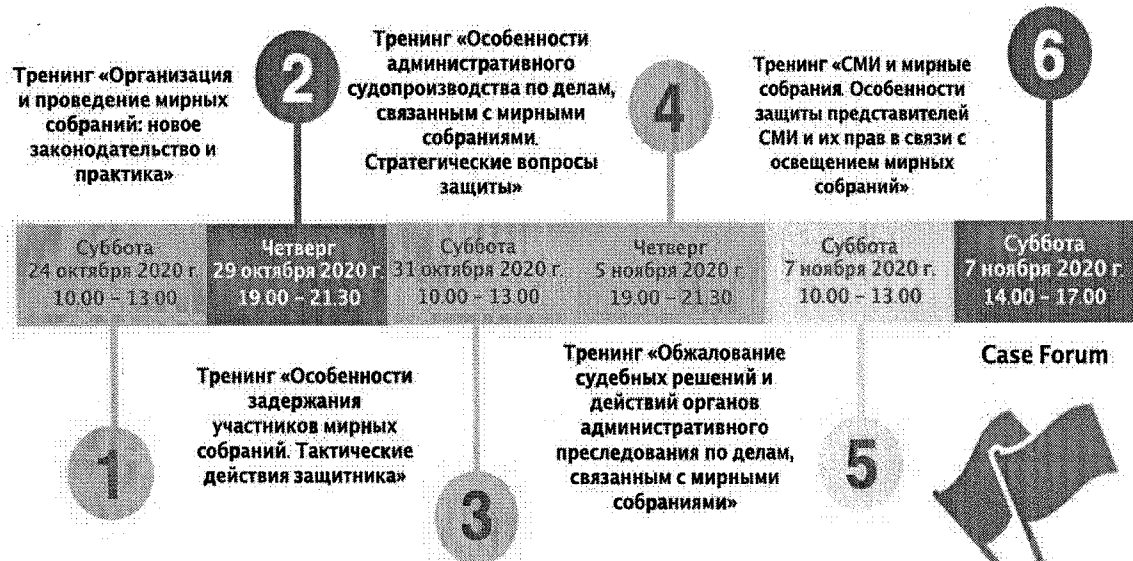 Тренинг «Организация
и проведение мирных
собраний: новое
законодательство и
практика»
2
Тренинг «Особенности
административного
судопроизводства по делам,
связанным с мирными
собраниями.
Стратегические вопросы
защиты»
4
Тренинг «СМИ и мирные
собрания. Особенности
защиты представителей
СМИ и их прав в связи с
освещением мирных
собраний»
6
Суббота
24 октября 2020 г.
10.00 – 13.00
Четверг
29 октября 2020 г.
19.00 – 21.30
Суббота
31 октября 2020 г.
10.00 – 13.00
Четверг
5 ноября 2020 г.
19.00 – 21.30
Суббота
7 ноября 2020 г.
10.00 – 13.00
Суббота
7 ноября 2020 г.
14.00 – 17.00
1
Тренинг «Особенности
задержания
участников мирных
собраний. Тактические
действия защитника»
3
Тренинг «Обжалование
судебных решений и
действий органов
административного
преследования по делам,
связанным с мирными
собраниями»
5
Case Forum